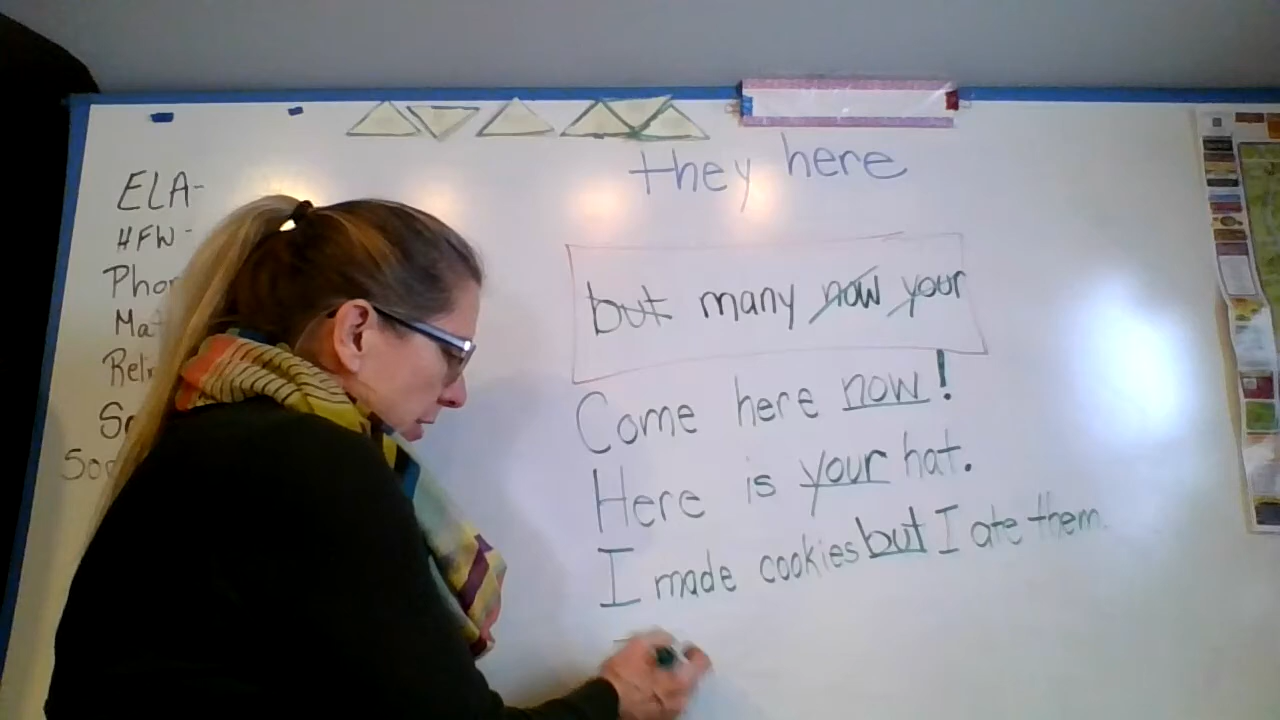 they here
ELA-
HFW-
but many now your
Come here now!
Here is your hat.
I made cookies but I ate them.